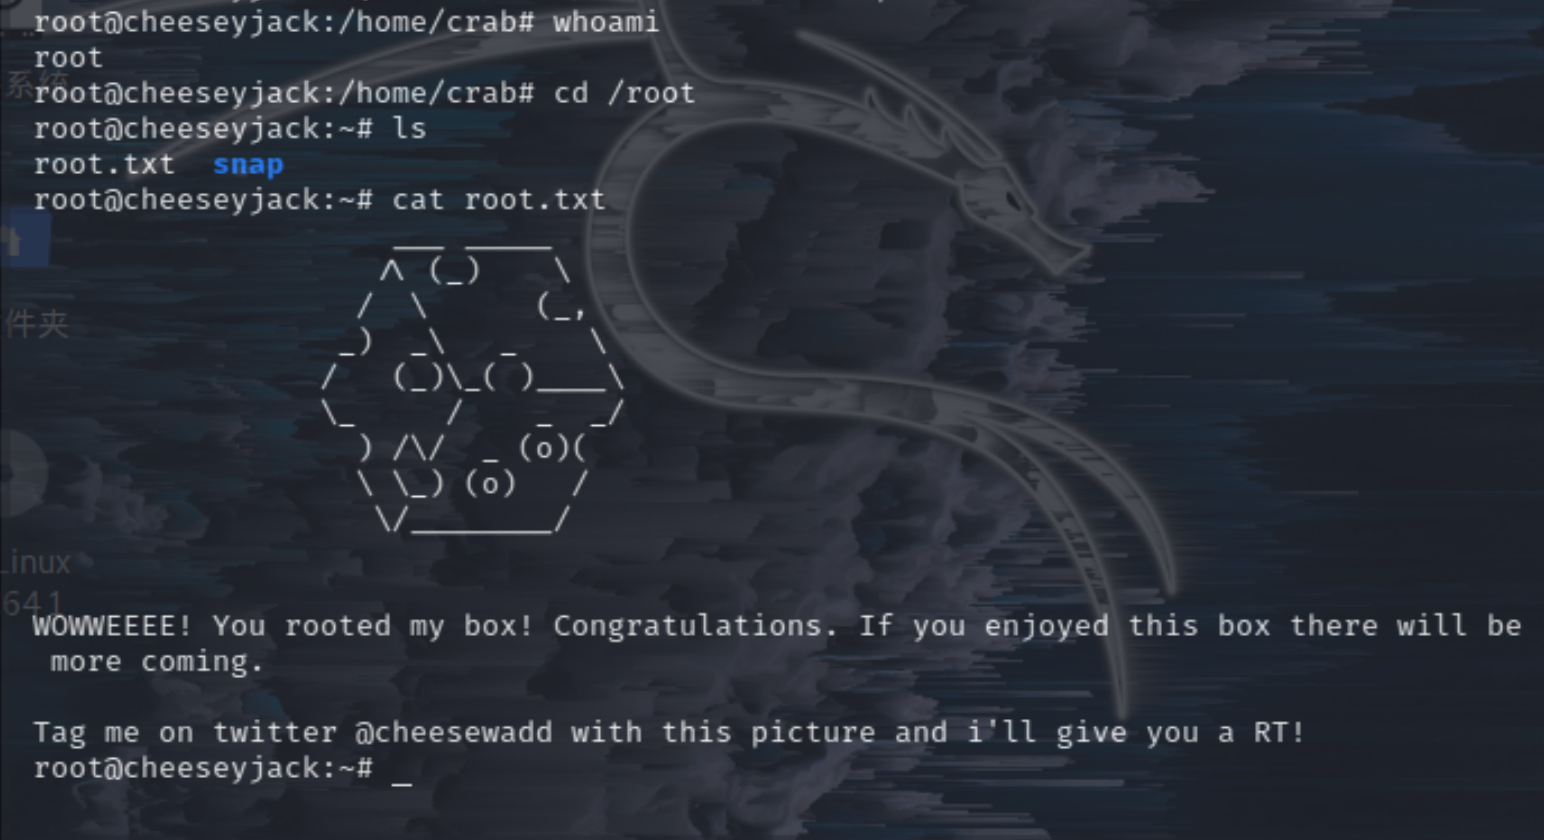 root@cheeseyjack:/home/crab# whoami
root
系统
root@cheeseyjack:/home/crab# cd /root
root@cheeseyjack:~# ls
root.txt  snap
root@cheeseyjack:~# cat root.txt
                     ___ _____
                    /\ (_)    \
                   /  \      (_,
                  _)  _\   _    \
                 /   (_)\_( )____\
                 \_     /    _  _/
                   ) /\/  _ (o)(
                   \ \_) (o)   /
                    \/________/
件夹
Linux
641
WOWWEEEE! You rooted my box! Congratulations. If you enjoyed this box there will be
 more coming.
Tag me on twitter @cheesewadd with this picture and i'll give you a RT!
root@cheeseyjack:~# _